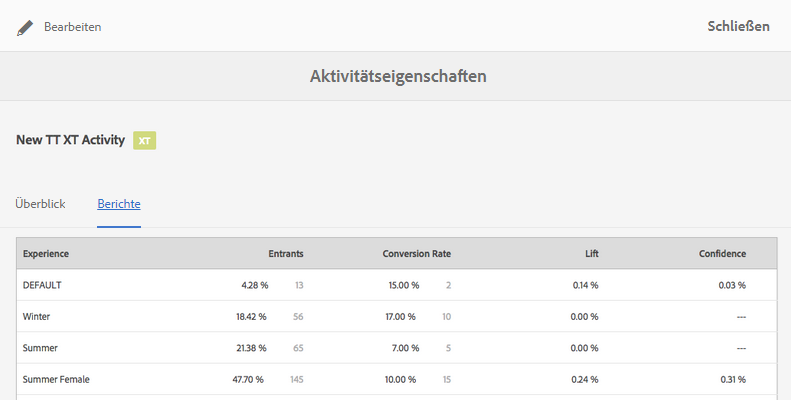 Bearbeiten Schließen
Aktivitätseigenschaften
New TT XT Activity XT
Überblick Berichte
Experience Entrants Conversion Rate Lift Confidence
DEFAULT 4.28 % 13 15.00 % 2 0.14 % 0.03 %
Winter 18.42 % 56 17.00 % 10 0.00 % ---
Summer 21.38 % 65 7.00 % 5 0.00 % ---
Summer Female 47.70 % 145 10.00 % 15 0.24 % 0.31 %